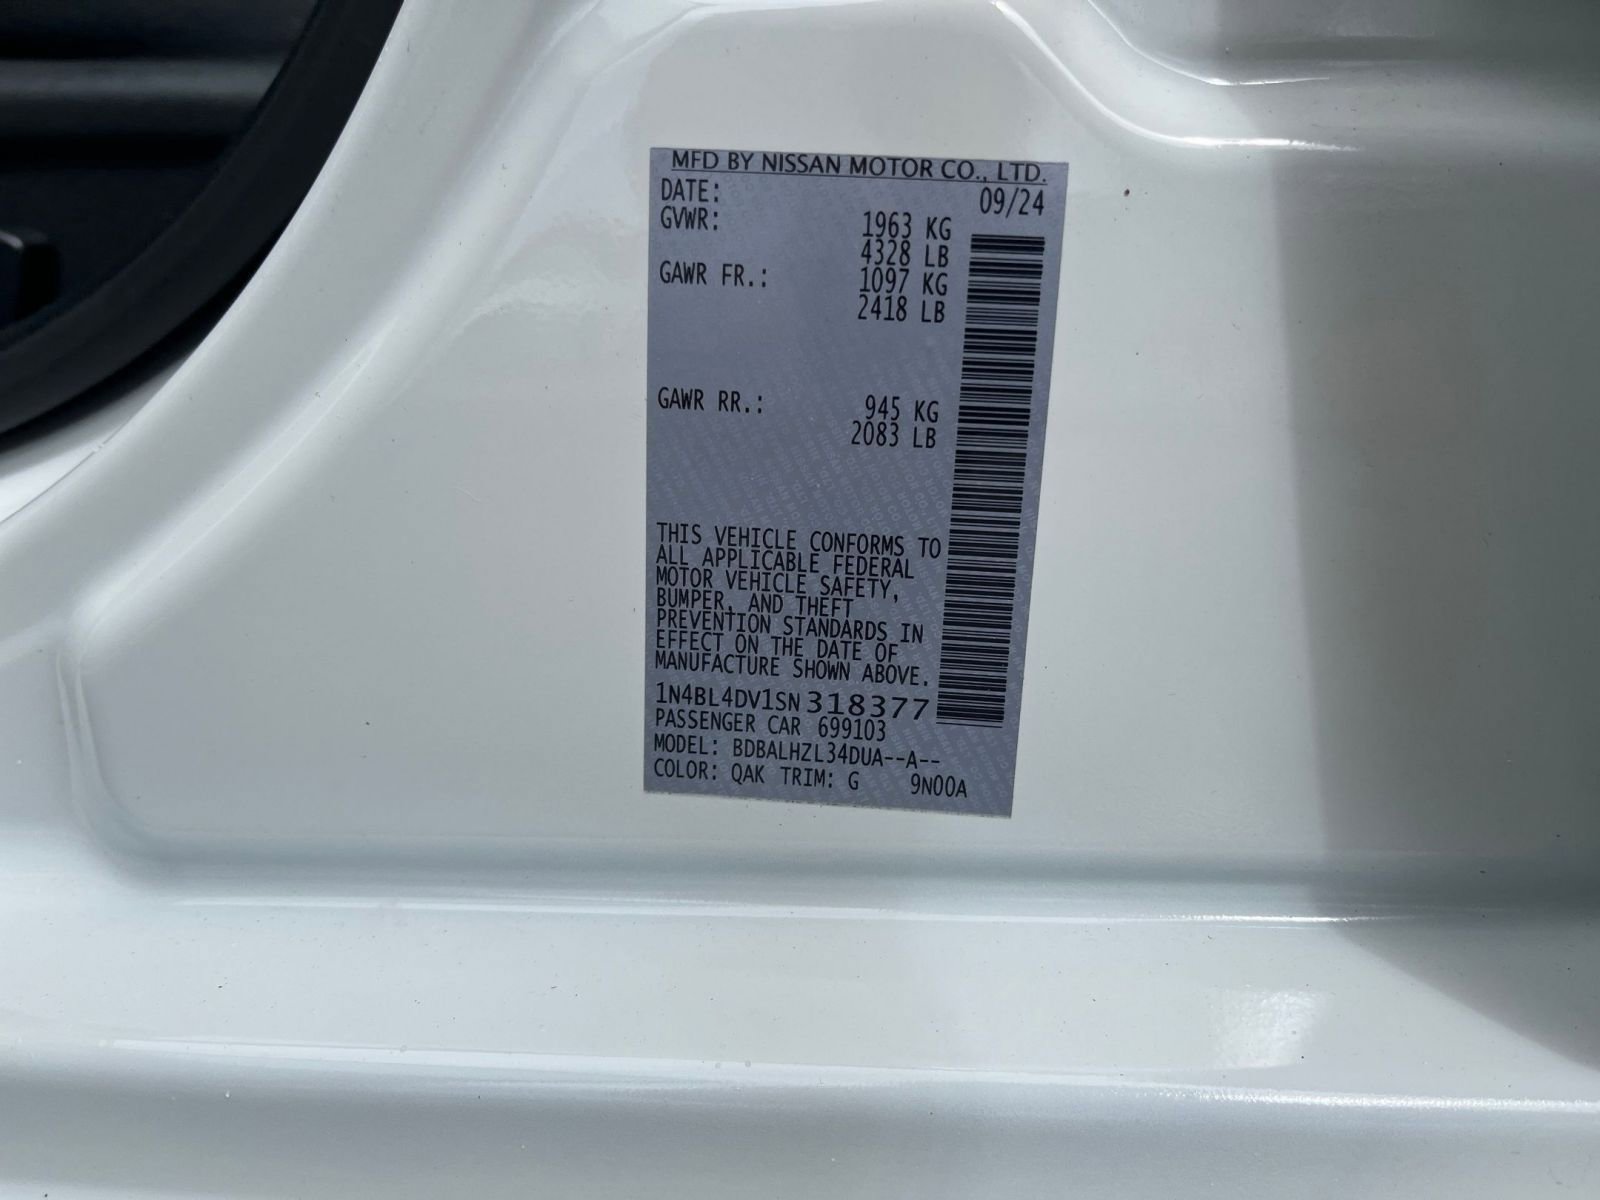 MFD BY NISSAN MOTOR CO., LTD.
DATE: 09/24
GVWR: 1963 KG
4328 LB
GAWR FR.: 1097 KG
2418 LB
GAWR RR.: 945 KG
2083 LB
THIS VEHICLE CONFORMS TO
ALL APPLICABLE FEDERAL
MOTOR VEHICLE SAFETY,
BUMPER, AND THEFT
PREVENTION STANDARDS IN
EFFECT ON THE DATE OF
MANUFACTURE SHOWN ABOVE.
1N4BL4DV1SN318377
PASSENGER CAR 699103
MODEL: BDBALHZL34DUA--A--
COLOR: QAK TRIM: G 9N00A